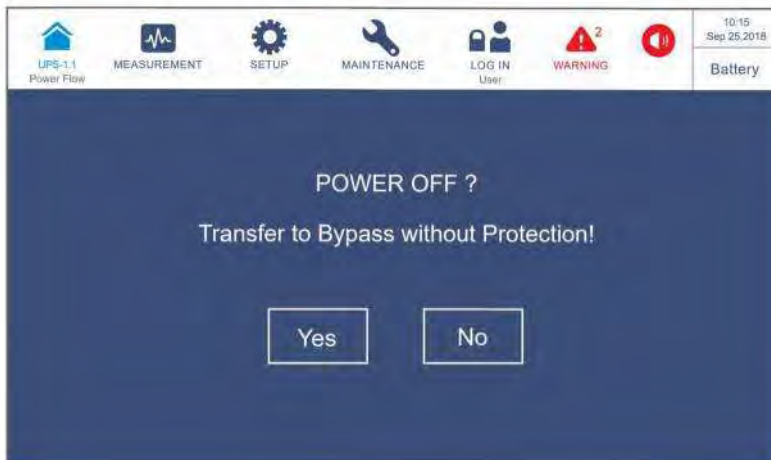 UPS-1.1
Power Flow
MEASUREMENT
SETUP
MAINTENANCE
LOG IN
User
2
WARNING
10:15
Sep 25,2018
Battery
POWER OFF ?
Transfer to Bypass without Protection!
Yes
No